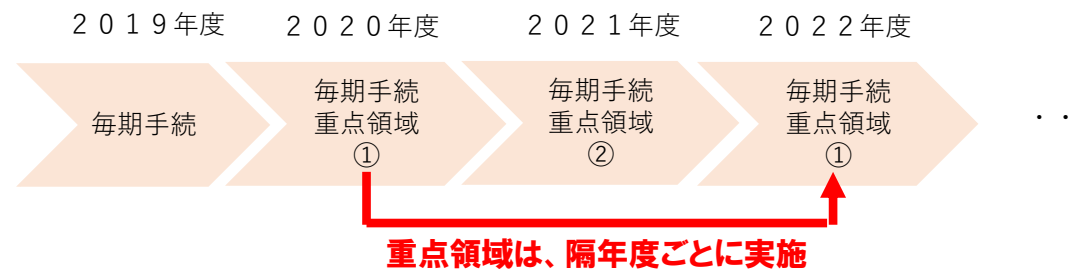 ２０１９年度 ２０２０年度 ２０２１年度 ２０２２年度
毎期手続
毎期手続
重点領域
①
毎期手続
重点領域
②
毎期手続
重点領域
①
・・
重点領域は、隔年度ごとに実施